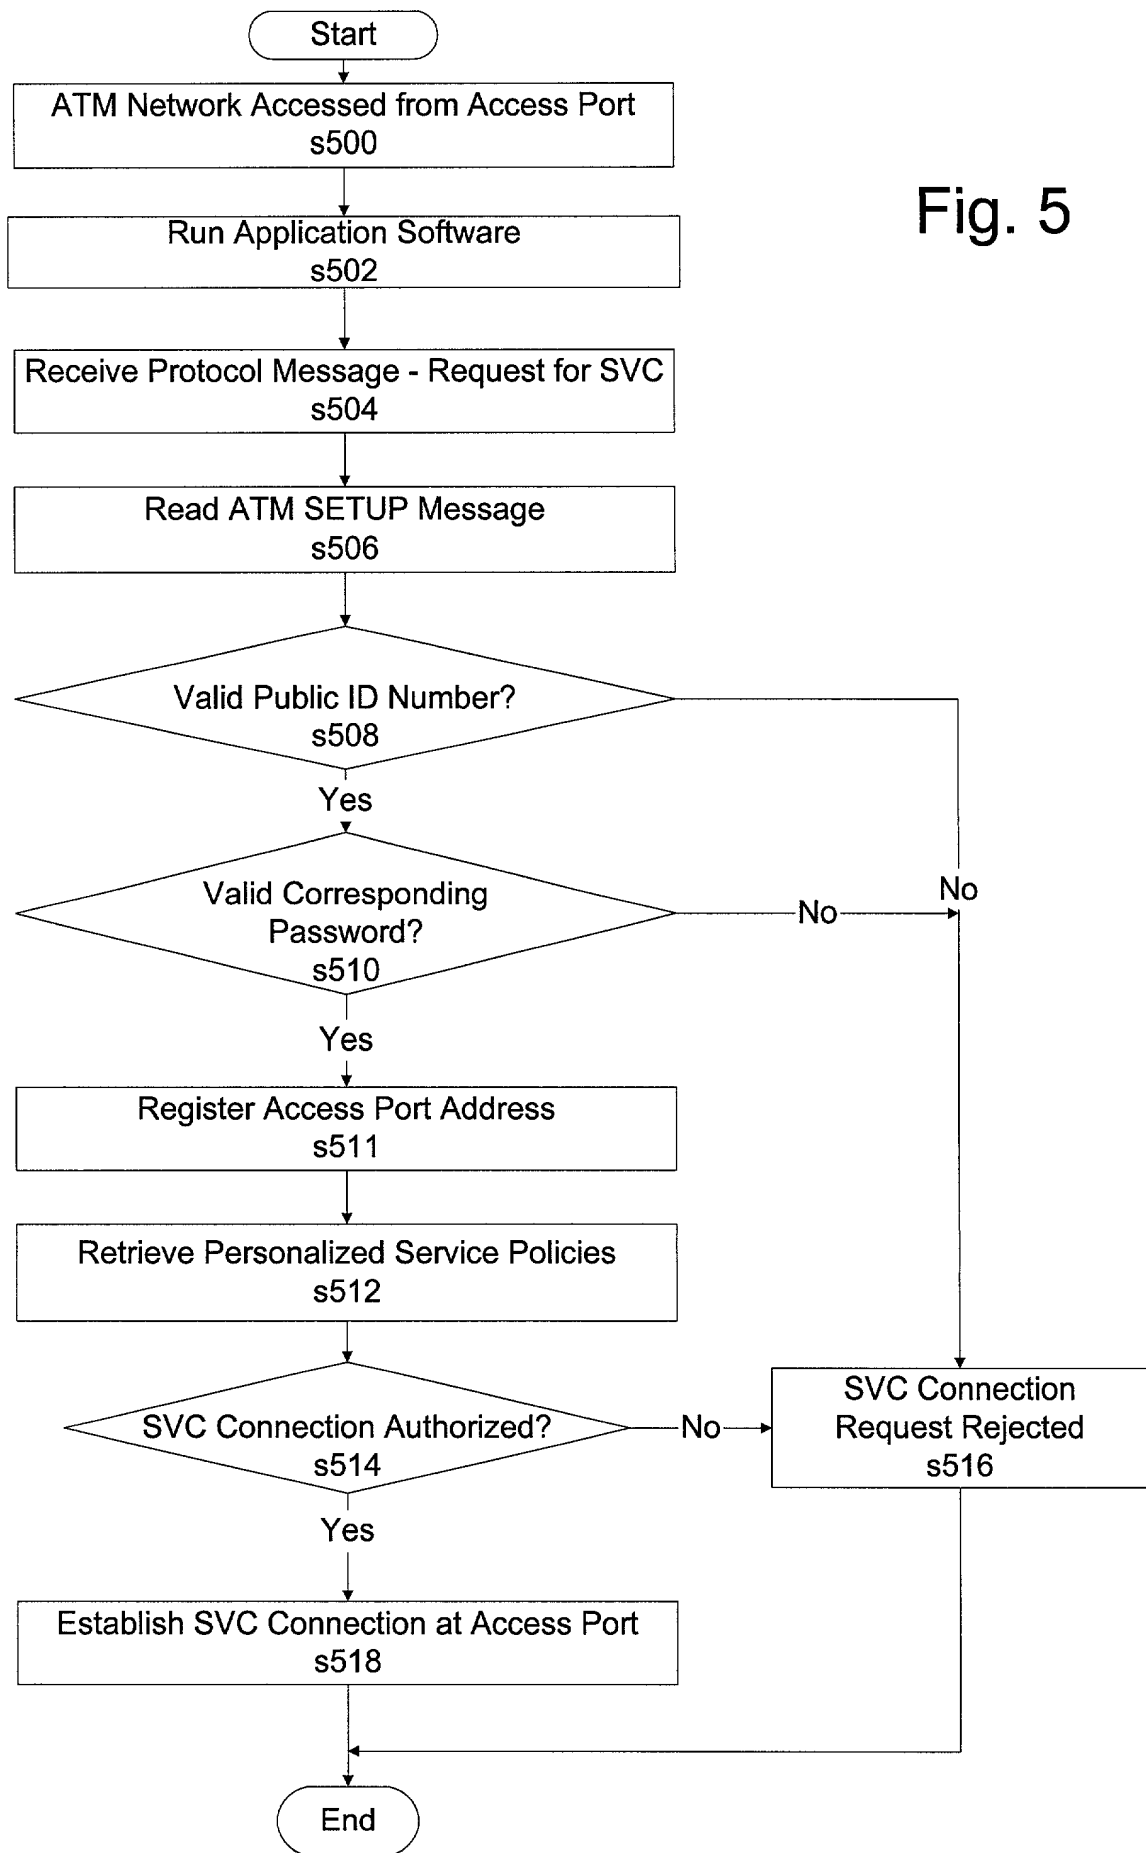 Start
ATM Network Accessed from Access Port
s500
Fig. 5
Run Application Software
s502
Receive Protocol Message - Request for SVC
s504
Read ATM SETUP Message
s506
Valid Public ID Number?
s508
Yes
No
Valid Corresponding
Password?
s510
No
Yes
Register Access Port Address
s511
Retrieve Personalized Service Policies
s512
SVC Connection Authorized?
s514
No
SVC Connection
Request Rejected
s516
Yes
Establish SVC Connection at Access Port
s518
End